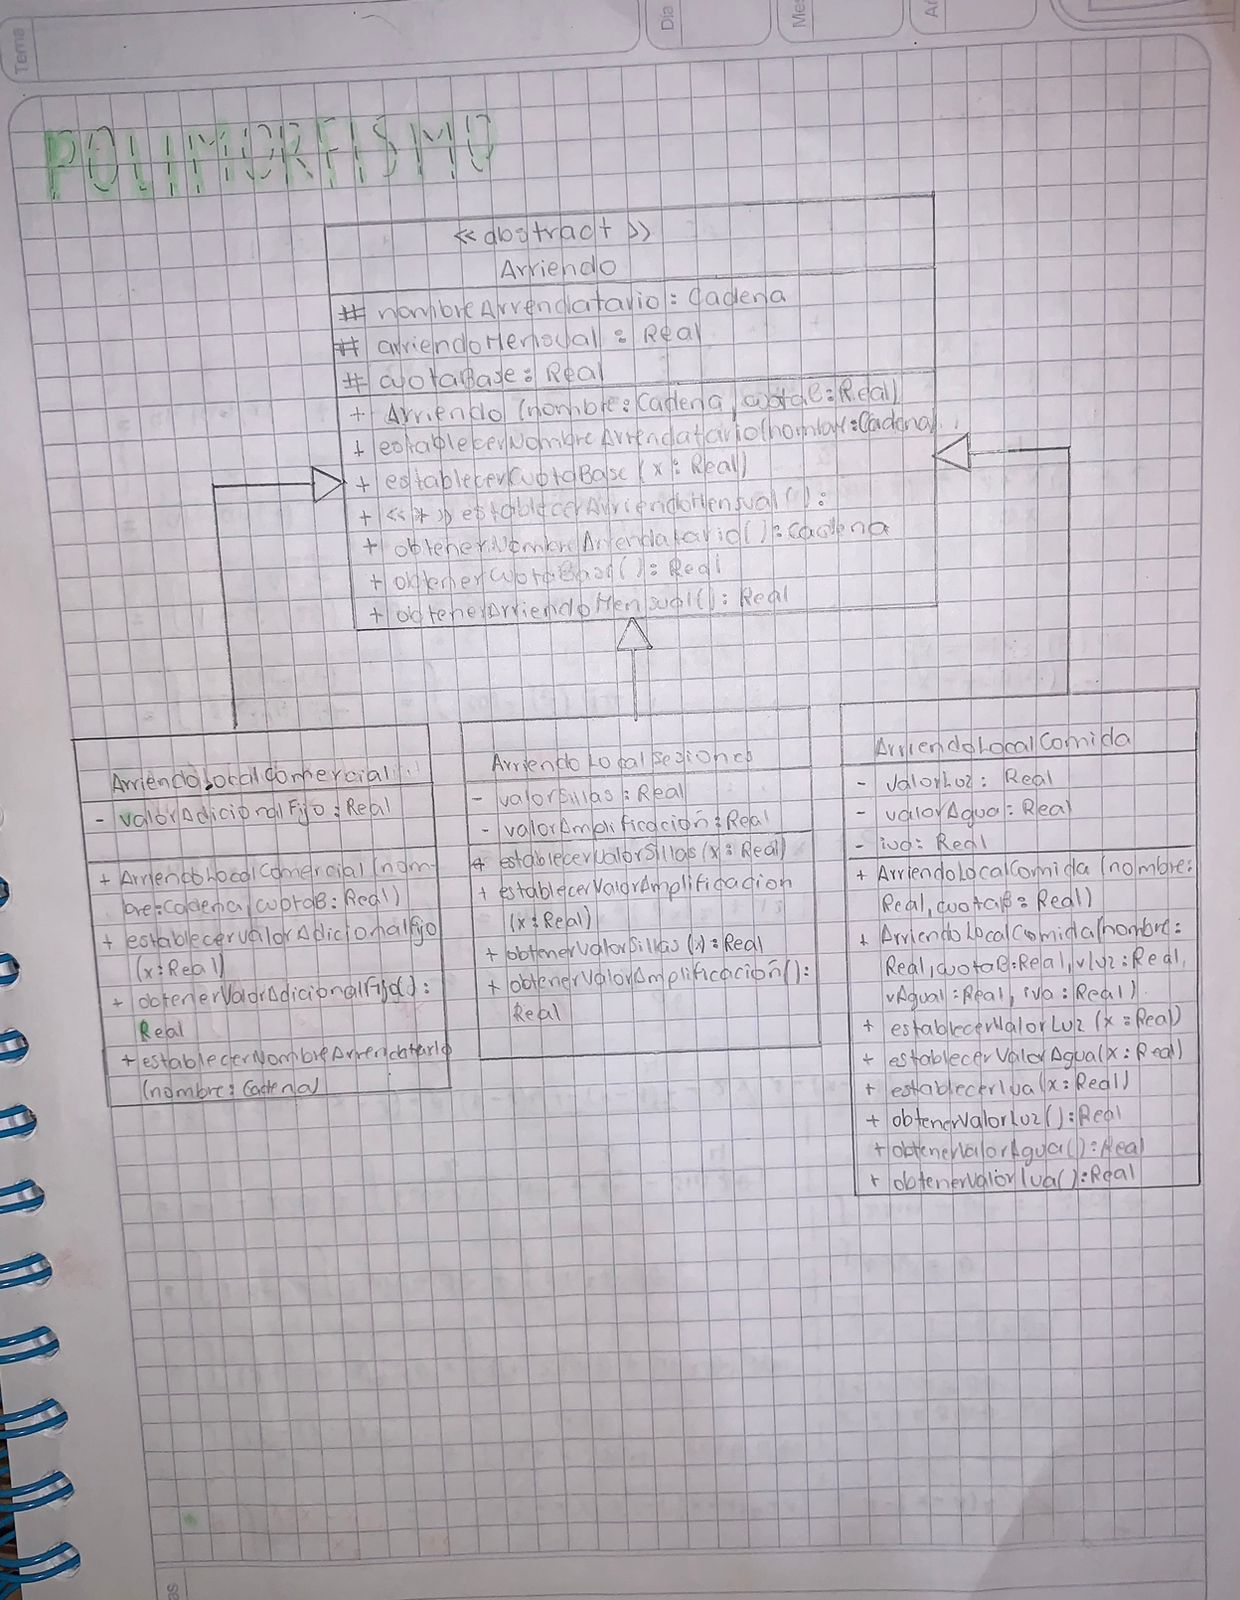 Tema
Día
Mes
POLIMORFISMO
<< abstract >>
Arriendo
# nombreArrendatario : Cadena
# arriendoMensual : Real
# cuotaBase : Real
+ Arriendo (nombre : Cadena, cuotaB : Real)
+ establecerNombreArrendatario(nombre : Cadena)
+ establecerCuotaBase (x : Real)
+ << * >> establecerArriendoMensual ( ) :
+ obtenerNombreArrendatario( ) : Cadena
+ obtenerCuotaBase( ) : Real
+ obtenerArriendoMensual( ) : Real
ArriendoLocalComercial
- valorAdicionalFijo : Real
+ ArriendoLocalComercial (nom-
bre : Cadena, cuotaB : Real)
+ establecerValorAdicionalFijo
(x : Real)
+ obtenerValorAdicionalFijo( ) :
Real
+ establecerNombreArrendatario
(nombre : Cadena)
ArriendoLocalSesiones
- valorSillas : Real
- valorAmplificación : Real
+ establecerValorSillas (x : Real)
+ establecerValorAmplificacion
(x : Real)
+ obtenerValorSillas (x) : Real
+ obtenerValorAmplificación( ) :
Real
ArriendoLocalComida
- valorLuz : Real
- valorAgua : Real
- iva : Real
+ ArriendoLocalComida (nombre :
Real, cuotaB : Real)
+ ArriendoLocalComida(nombre :
Real, cuotaB : Real, vluz : Real,
vAgua : Real, iva : Real)
+ establecerValorLuz (x : Real)
+ establecerValorAgua(x : Real)
+ establecerIva(x : Real)
+ obtenerValorLuz( ) : Real
+ obtenerValorAgua( ) : Real
+ obtenerValorIva( ) : Real